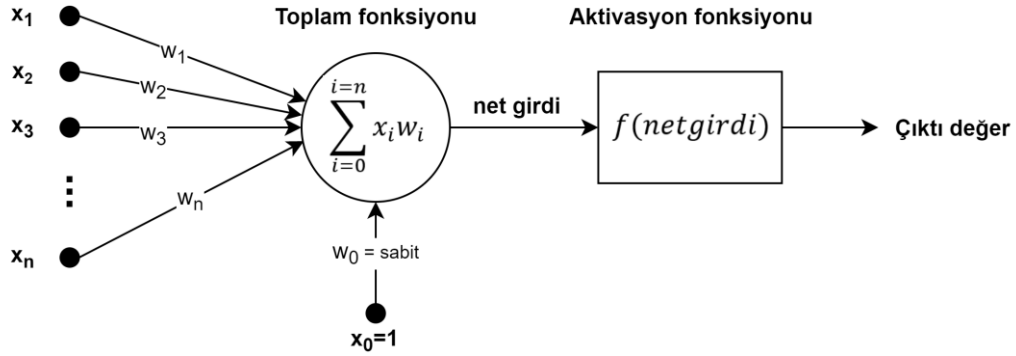 Toplam fonksiyonu
Aktivasyon fonksiyonu
x₁
x₂
x₃
⋮
xₙ
w₁
w₂
w₃
wₙ
i=n
∑ xᵢwᵢ
i=0
net girdi
f(netgirdi)
Çıktı değer
w₀ = sabit
x₀=1